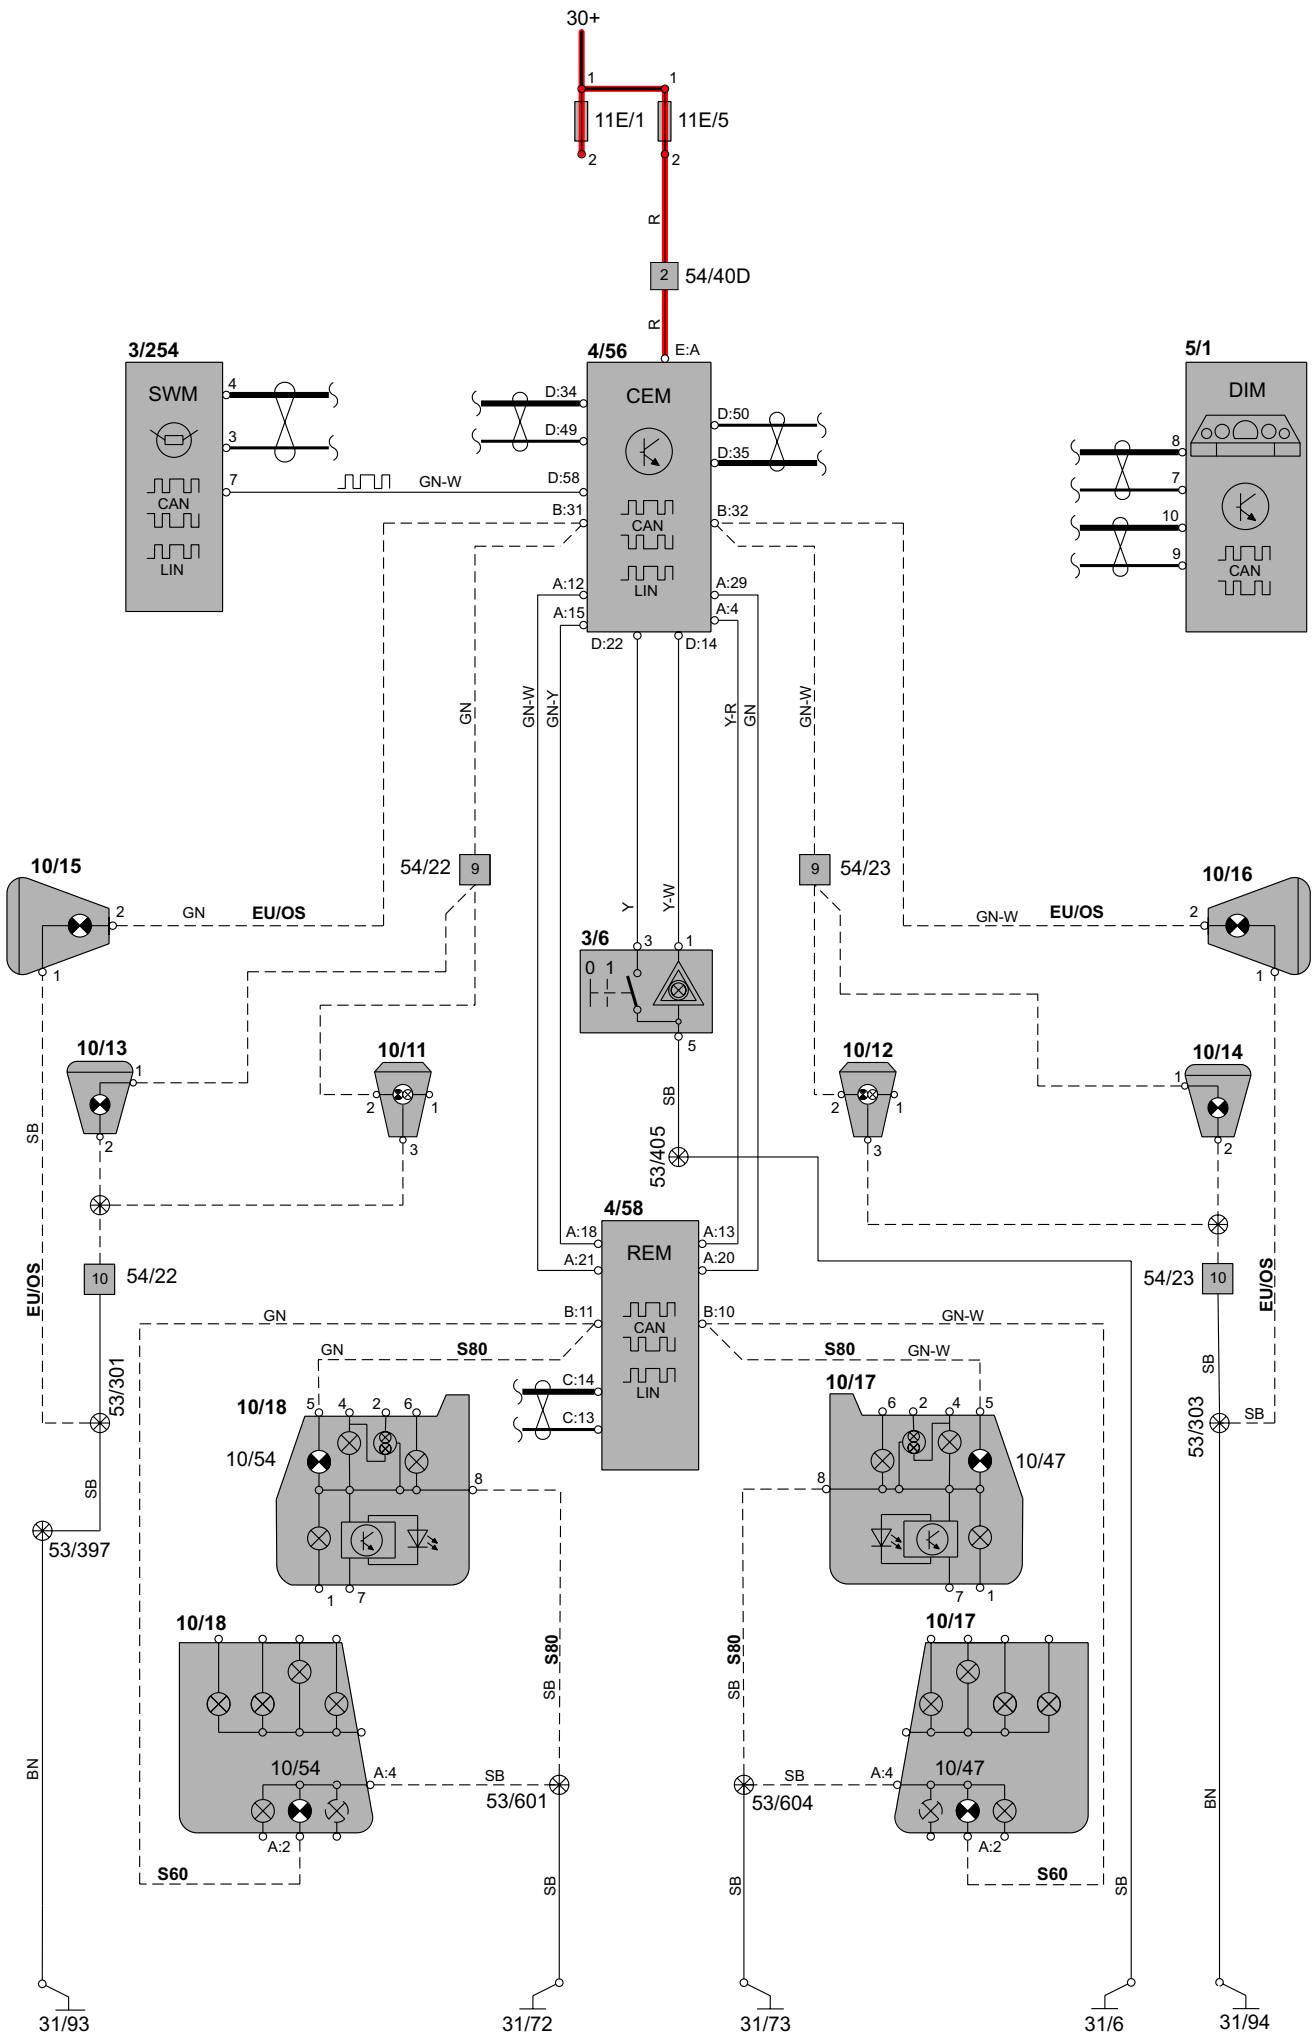 30+
1 1
11E/1 11E/5
2 2
R
2 54/40D
R
3/254 4/56 E:A 5/1
SWM CEM DIM
4 D:34 D:50 8
3 D:49 D:35 7
7 GN-W D:58 10
CAN B:31 CAN B:32 9
LIN LIN CAN
A:12 A:29
A:15 A:4
D:22 D:14
GN GN-W GN-Y Y-R GN GN-W
10/15 54/22 9 9 54/23 10/16
2 GN EU/OS GN-W EU/OS 2
1 Y Y-W 1
3/6 3 1
0 1
5
10/13 10/11 10/12 10/14
1 1
2 1 2 1
2 3 3 2
SB SB
53/405
4/58
REM
A:18 A:13
A:21 A:20
EU/OS 10 54/22 54/23 10 EU/OS
GN B:11 CAN B:10 GN-W
GN S80 LIN S80 GN-W
C:14
C:13
53/301 SB 53/303 SB
10/18 5 4 2 6 10/17 6 2 4 5
10/54 10/47
8 8
SB
53/397
1 7 7 1
10/18 10/17
S80 S80
SB SB
10/54 A:4 SB SB A:4 10/47
53/601 53/604
A:2 A:2
S60 S60
BN SB SB SB BN
31/93 31/72 31/73 31/6 31/94